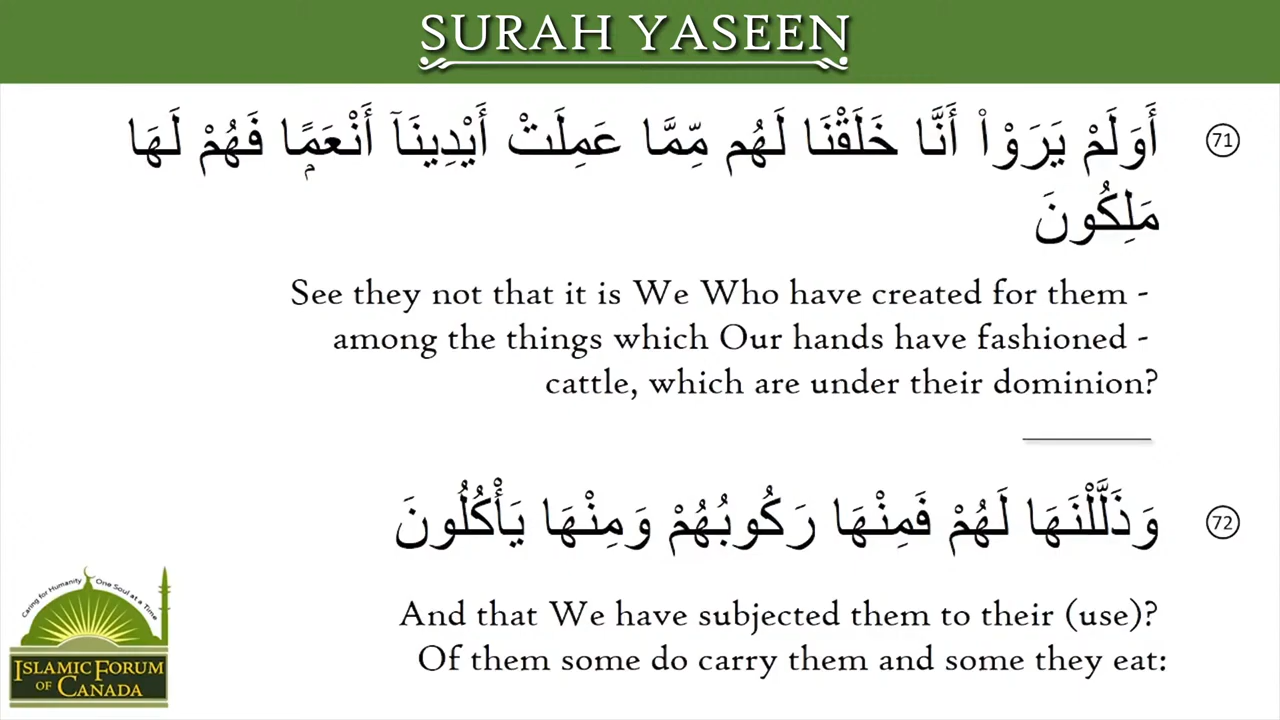 SURAH YASEEN
أَوَلَمْ يَرَوْا۟ أَنَّا خَلَقْنَا لَهُم مِّمَّا عَمِلَتْ أَيْدِينَآ أَنْعَـٰمًۭا فَهُمْ لَهَا
71
مَـٰلِكُونَ
See they not that it is We Who have created for them -
among the things which Our hands have fashioned -
cattle, which are under their dominion?
وَذَلَّلْنَـٰهَا لَهُمْ فَمِنْهَا رَكُوبُهُمْ وَمِنْهَا يَأْكُلُونَ
72
And that We have subjected them to their (use)?
Of them some do carry them and some they eat:
Caring for Humanity One Soul at a Time
ISLAMIC FORUM
OF CANADA